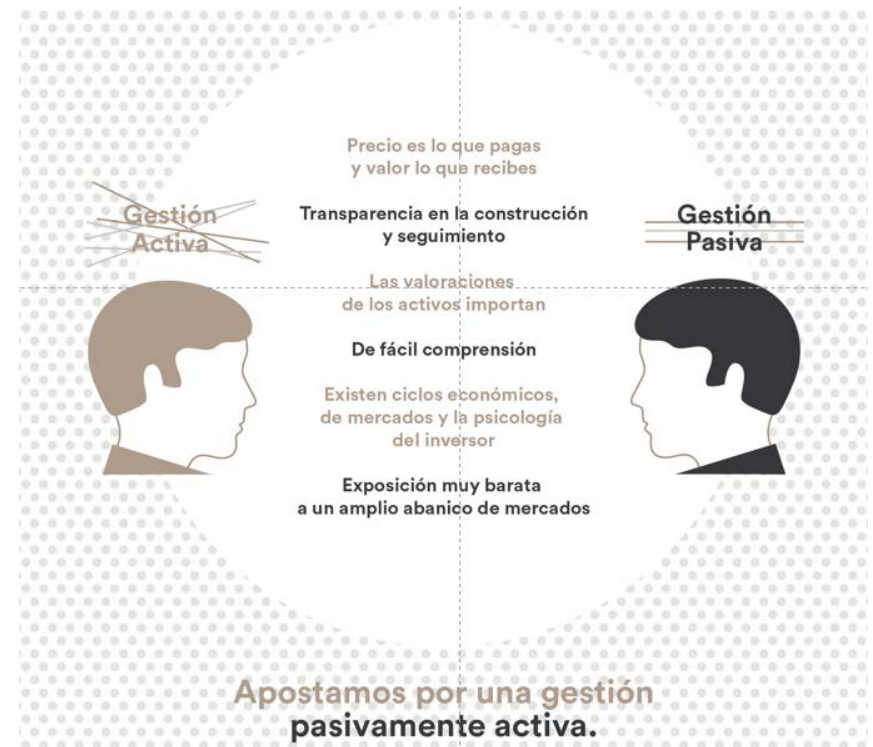 Precio es lo que pagas
y valor lo que recibes
Gestión
Activa
Transparencia en la construcción
y seguimiento
Gestión
Pasiva
Las valoraciones
de los activos importan
De fácil comprensión
Existen ciclos económicos,
de mercados y la psicología
del inversor
Exposición muy barata
a un amplio abanico de mercados
Apostamos por una gestión
pasivamente activa.